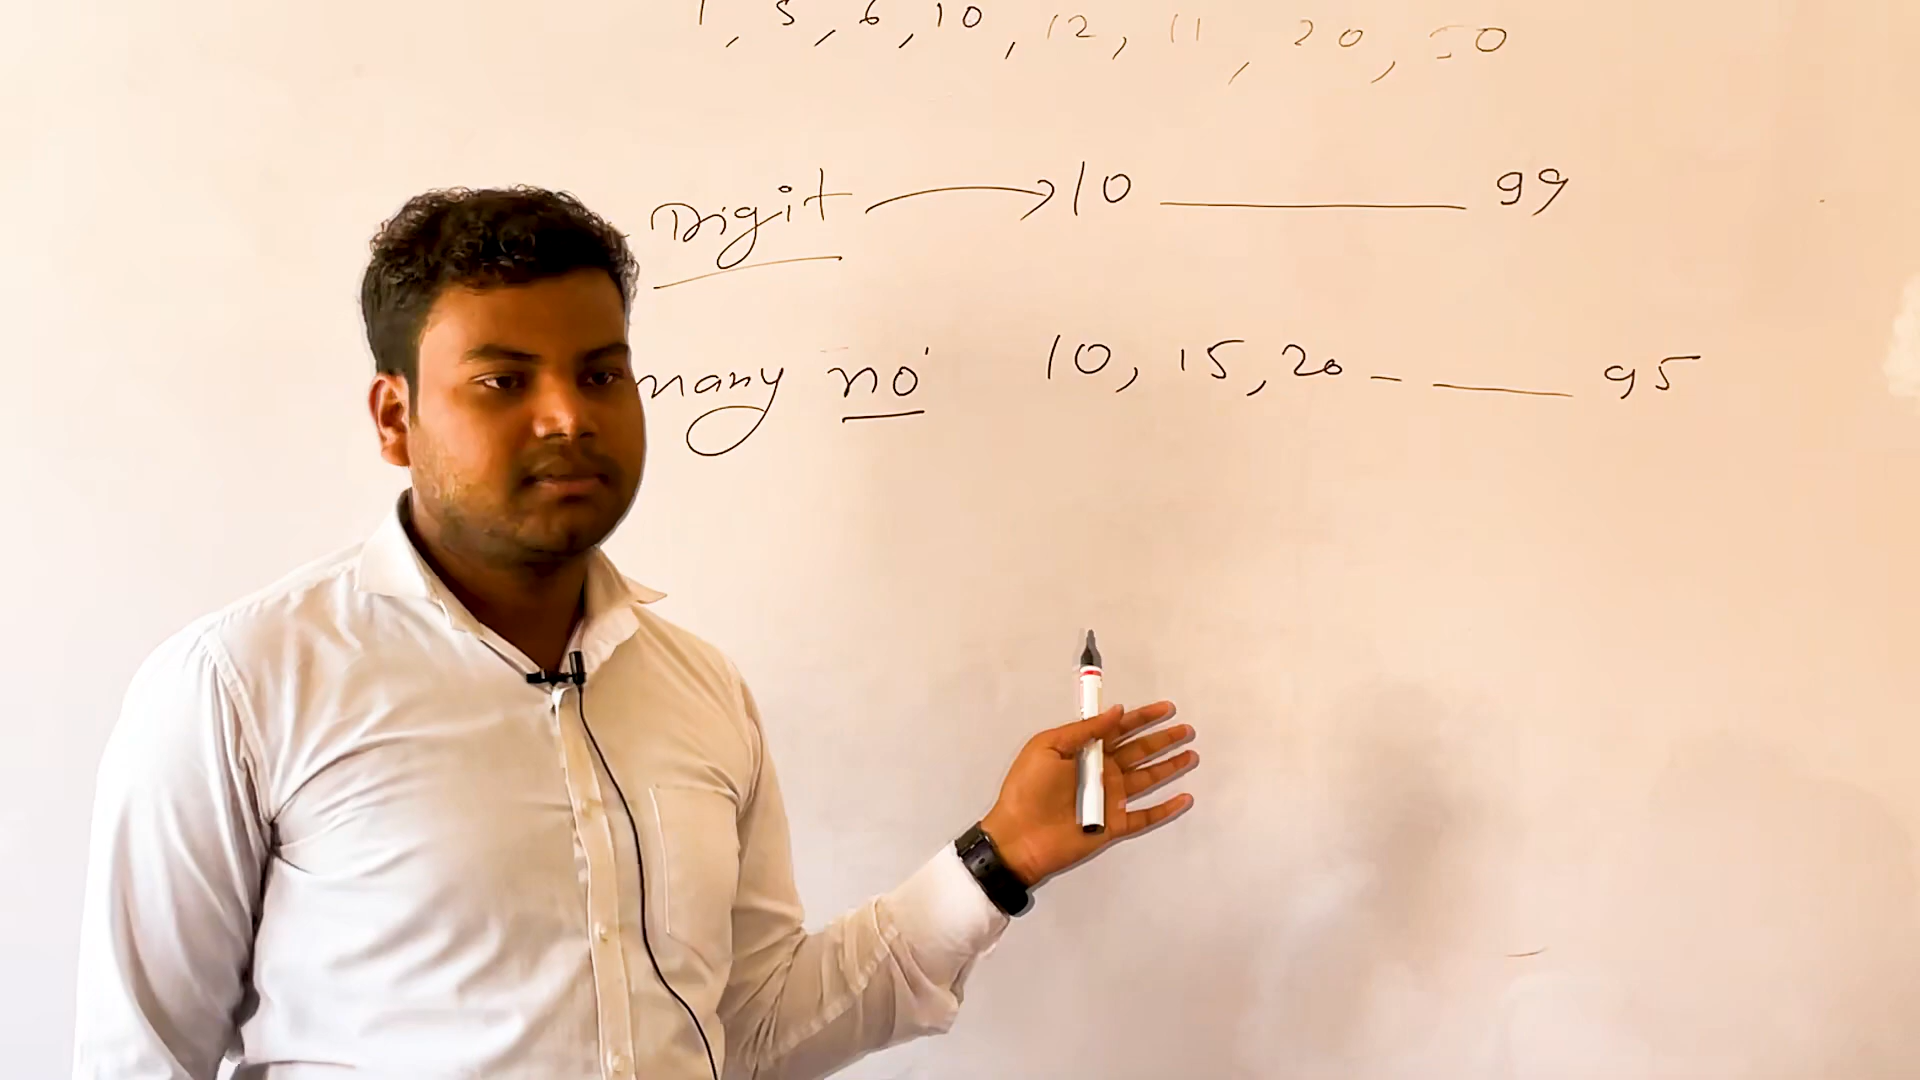 1, 5, 6, 10, 12, 11, 20, 50
Digit → 10 ——— 99
many no. 10, 15, 20 - —— 95